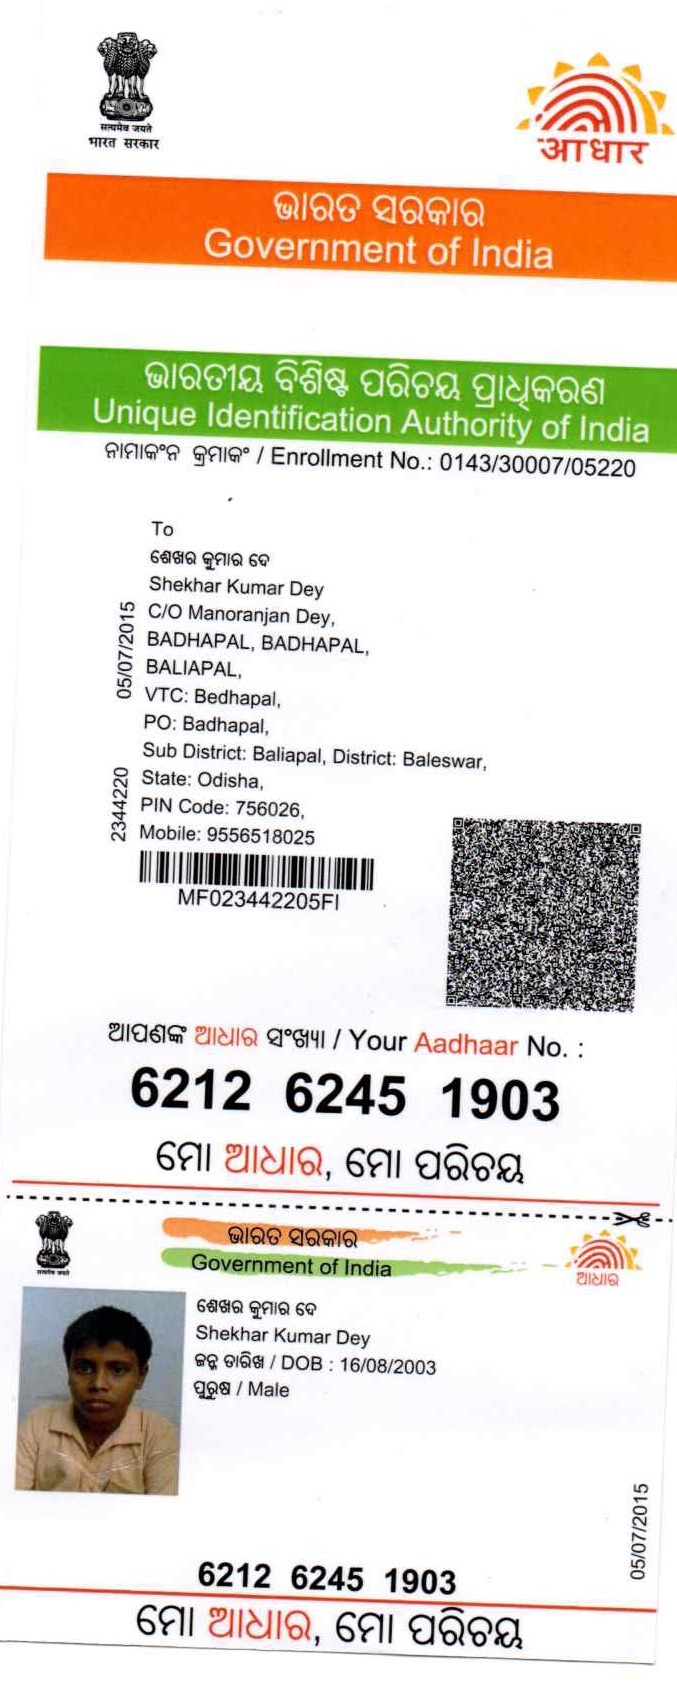 सत्यमेव जयते
भारत सरकार
आधार
ଭାରତ ସରକାର
Government of India
ଭାରତୀୟ ବିଶିଷ୍ଟ ପରିଚୟ ପ୍ରାଧିକରଣ
Unique Identification Authority of India
ନାମାକଂନ କ୍ରମାକଂ / Enrollment No.: 0143/30007/05220
To
ଶେଖର କୁମାର ଦେ
Shekhar Kumar Dey
C/O Manoranjan Dey,
BADHAPAL, BADHAPAL,
BALIAPAL,
VTC: Bedhapal,
PO: Badhapal,
Sub District: Baliapal, District: Baleswar,
State: Odisha,
PIN Code: 756026,
Mobile: 9556518025
05/07/2015
2344220
MF023442205FI
ଆପଣଙ୍କ ଆଧାର ସଂଖ୍ୟା / Your Aadhaar No. :
6212 6245 1903
ମୋ ଆଧାର, ମୋ ପରିଚୟ
ଭାରତ ସରକାର
Government of India
सत्यमेव जयते
ଆଧାର
ଶେଖର କୁମାର ଦେ
Shekhar Kumar Dey
ଜନ୍ମ ତାରିଖ / DOB : 16/08/2003
ପୁରୁଷ / Male
05/07/2015
6212 6245 1903
ମୋ ଆଧାର, ମୋ ପରିଚୟ